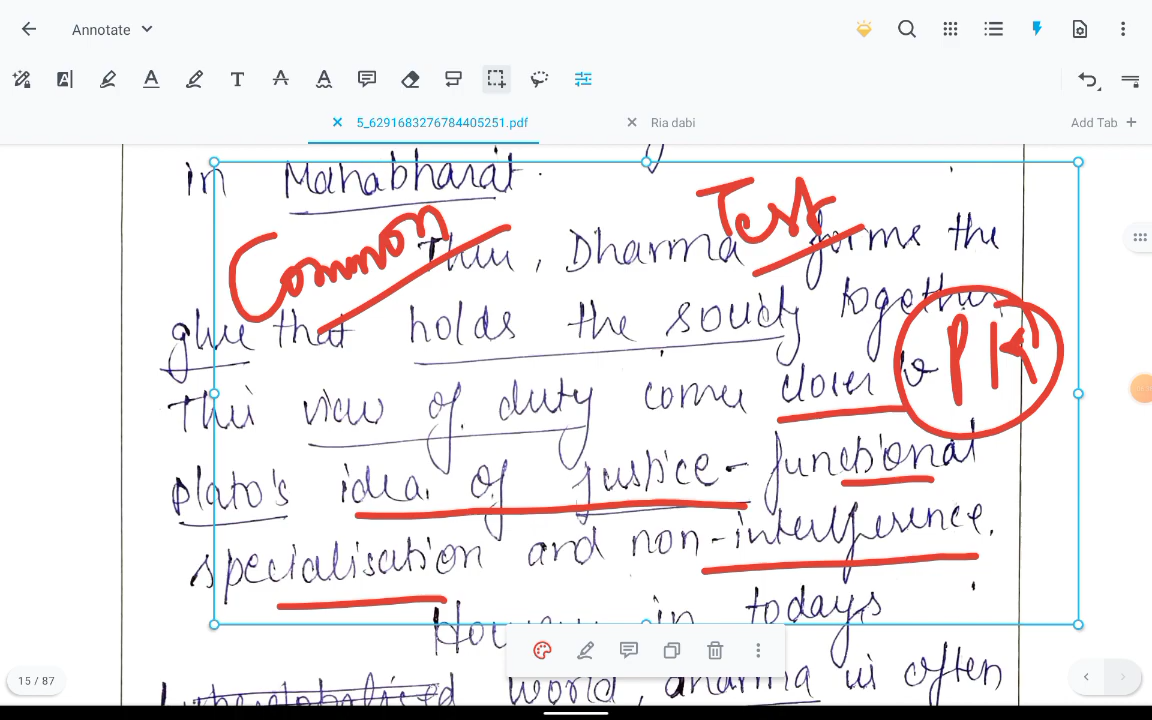 Annotate
5_6291683276784405251.pdf
Ria dabi
Add Tab +
in Mahabharat.
Common
Test
Thus, Dharma forms the
glue that holds the society together
PK
This view of duty comes closer to
Plato's idea of justice - functional
specialisation and non-interference.
However in todays
world, dharma is often
15 / 87